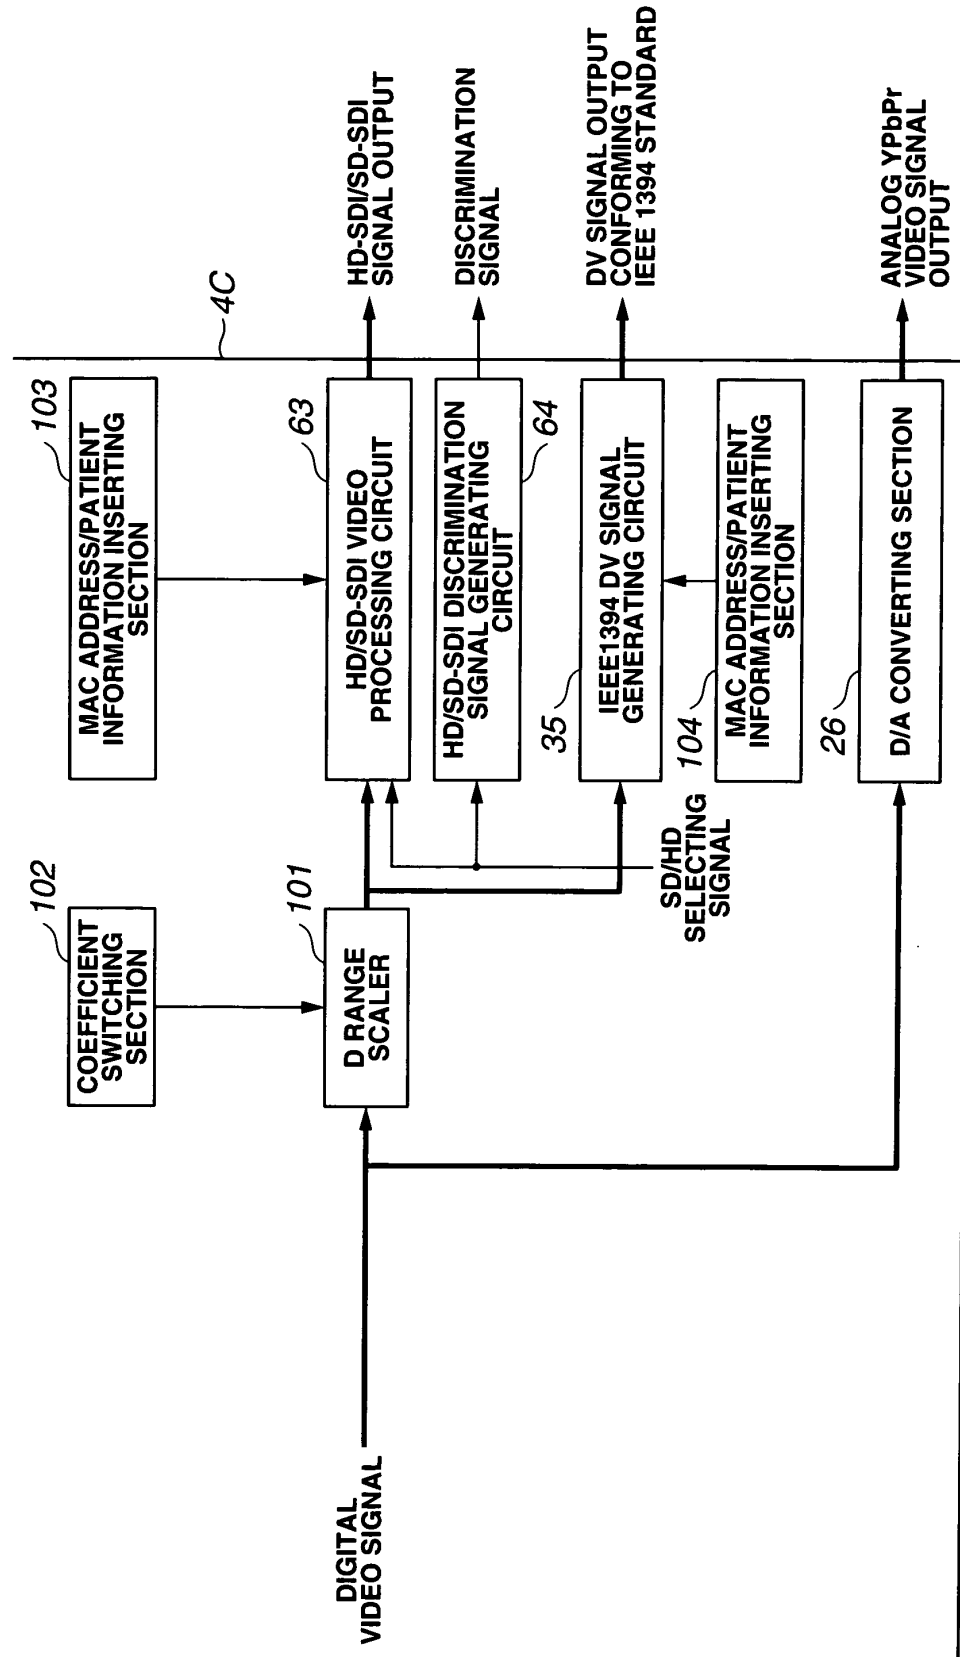 DIGITAL
VIDEO SIGNAL
102
COEFFICIENT
SWITCHING
SECTION
101
D RANGE
SCALER
SD/HD
SELECTING
SIGNAL
103
MAC ADDRESS/PATIENT
INFORMATION INSERTING
SECTION
63
HD/SD-SDI VIDEO
PROCESSING CIRCUIT
HD/SD-SDI DISCRIMINATION
SIGNAL GENERATING
CIRCUIT
64
35
IEEE1394 DV SIGNAL
GENERATING CIRCUIT
104
MAC ADDRESS/PATIENT
INFORMATION INSERTING
SECTION
26
D/A CONVERTING SECTION
4C
HD-SDI/SD-SDI
SIGNAL OUTPUT
DISCRIMINATION
SIGNAL
DV SIGNAL OUTPUT
CONFORMING TO
IEEE 1394 STANDARD
ANALOG YPbPr
VIDEO SIGNAL
OUTPUT